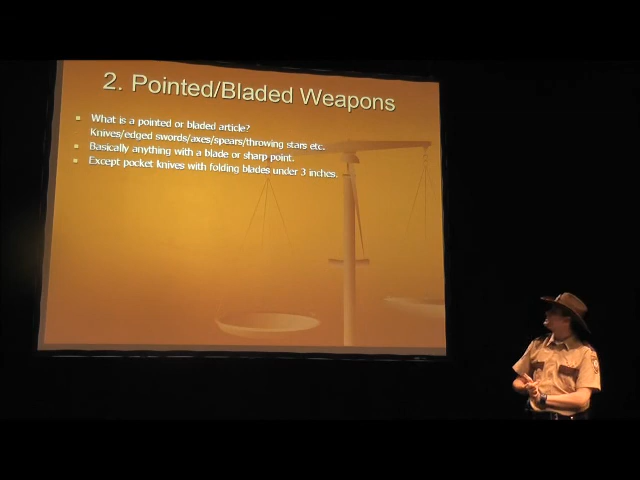 2. Pointed/Bladed Weapons
What is a pointed or bladed article?
Knives/edged swords/axes/spears/throwing stars etc.
Basically anything with a blade or sharp point.
Except pocket knives with folding blades under 3 inches.